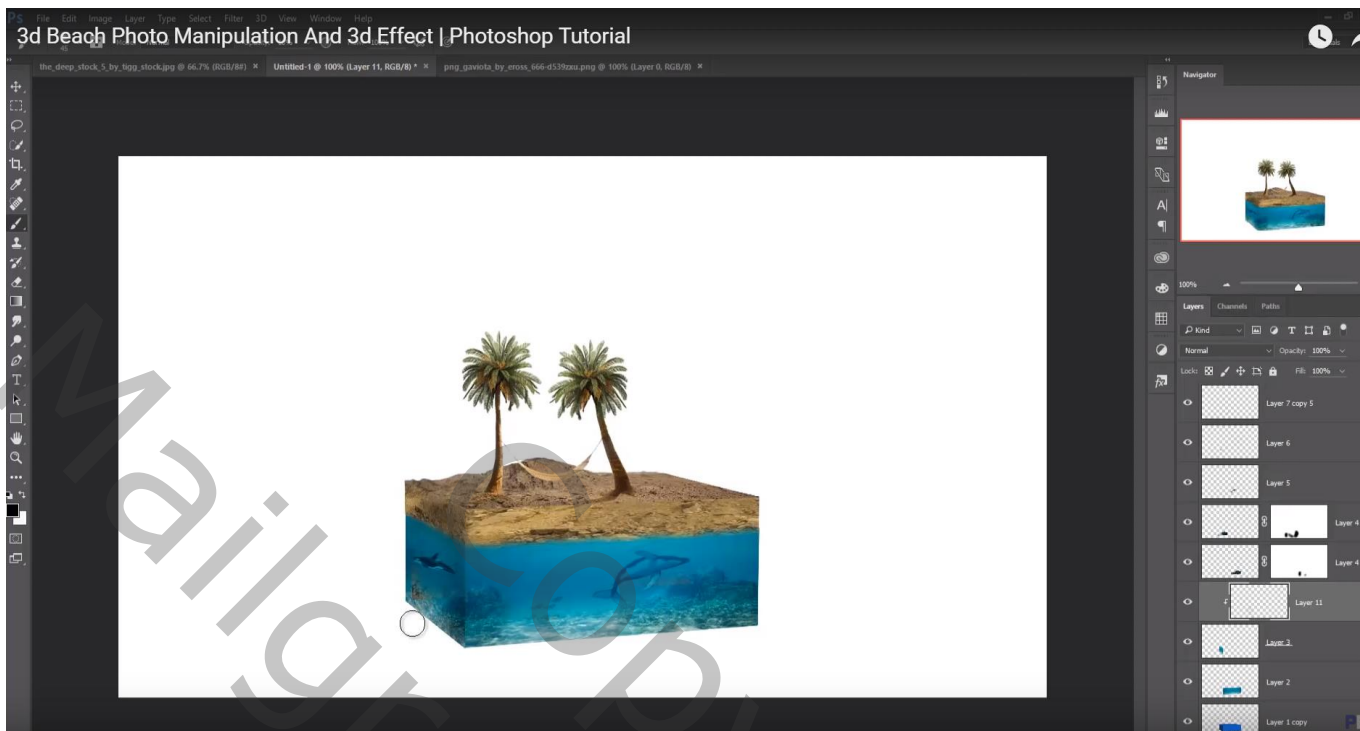 Ps File Edit Image Layer Type Select Filter 3D View Window Help
3d Beach Photo Manipulation And 3d Effect | Photoshop Tutorial
the_deep_stock_5_by_tigg_stock.jpg @ 66.7% (RGB/8#) ×
Untitled-1 @ 100% (Layer 11, RGB/8) * ×
png_gaviota_by_eross_666-d539zxu.png @ 100% (Layer 0, RGB/8) ×
Navigator
100%
Layers Channels Paths
Kind
Normal Opacity: 100%
Lock: Fill: 100%
Layer 7 copy 5
Layer 6
Layer 5
Layer 4
Layer 4
Layer 11
Layer 3
Layer 2
Layer 1 copy